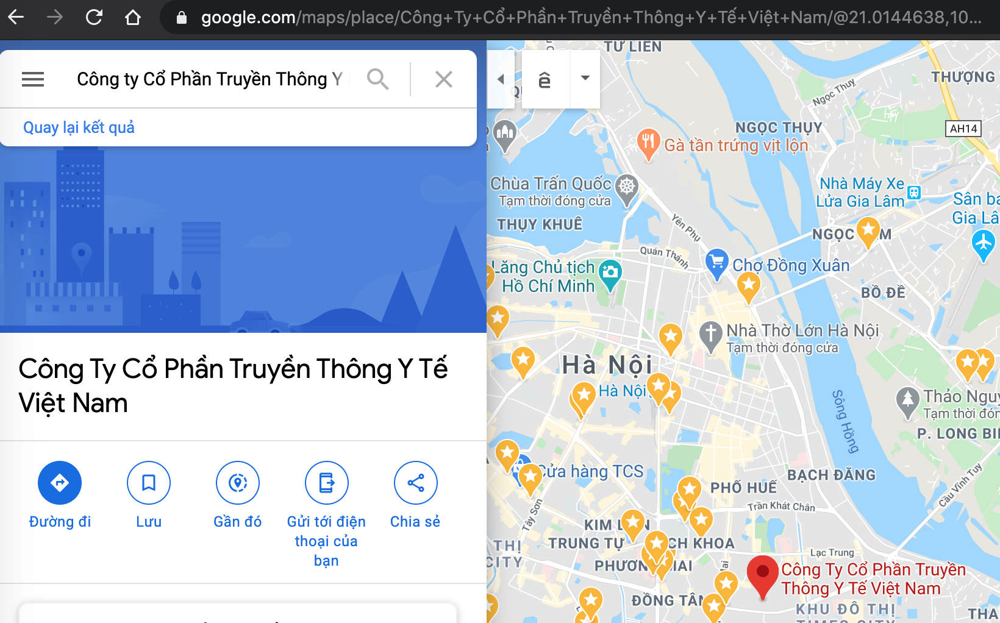 google.com/maps/place/Công+Ty+Cổ+Phần+Truyền+Thông+Y+Tế+Việt+Nam/@21.0144638,10...
Công ty Cổ Phần Truyền Thông Y
Quay lại kết quả
Công Ty Cổ Phần Truyền Thông Y Tế
Việt Nam
Đường đi
Lưu
Gần đó
Gửi tới điện
thoại của
bạn
Chia sẻ
ê
TỨ LIÊN
THƯỢNG
Ngọc Thụy
AH14
NGỌC THỤY
Gà tần trứng vịt lộn
Chùa Trấn Quốc
Tạm thời đóng cửa
Nhà Máy Xe
Lửa Gia Lâm
Sân ba
Gia Lâ
THỤY KHUÊ
Yên Phụ
NGỌC
M
Quán Thánh
Chợ Đồng Xuân
Lăng Chủ tịch
Hồ Chí Minh
BỒ ĐỀ
Nhà Thờ Lớn Hà Nội
Tạm thời đóng cửa
Hà Nội
Hà Nội
Sông Hồng
Thảo Nguy
Tạm thời đón
P. LONG BI
Cửa hàng TCS
BẠCH ĐẰNG
PHỐ HUẾ
Cầu Vĩnh Tuy
Trần Khát Chân
Tây Sơn
KIM L
N
TRUNG TỰ
CH KHOA
THỊ
CITY
Lạc Trung
PHƯƠN
MAI
Công Ty Cổ Phần Truyền
Thông Y Tế Việt Nam
ĐỒNG TÂM
KHU ĐÔ THỊ
TIMES CITY
THA